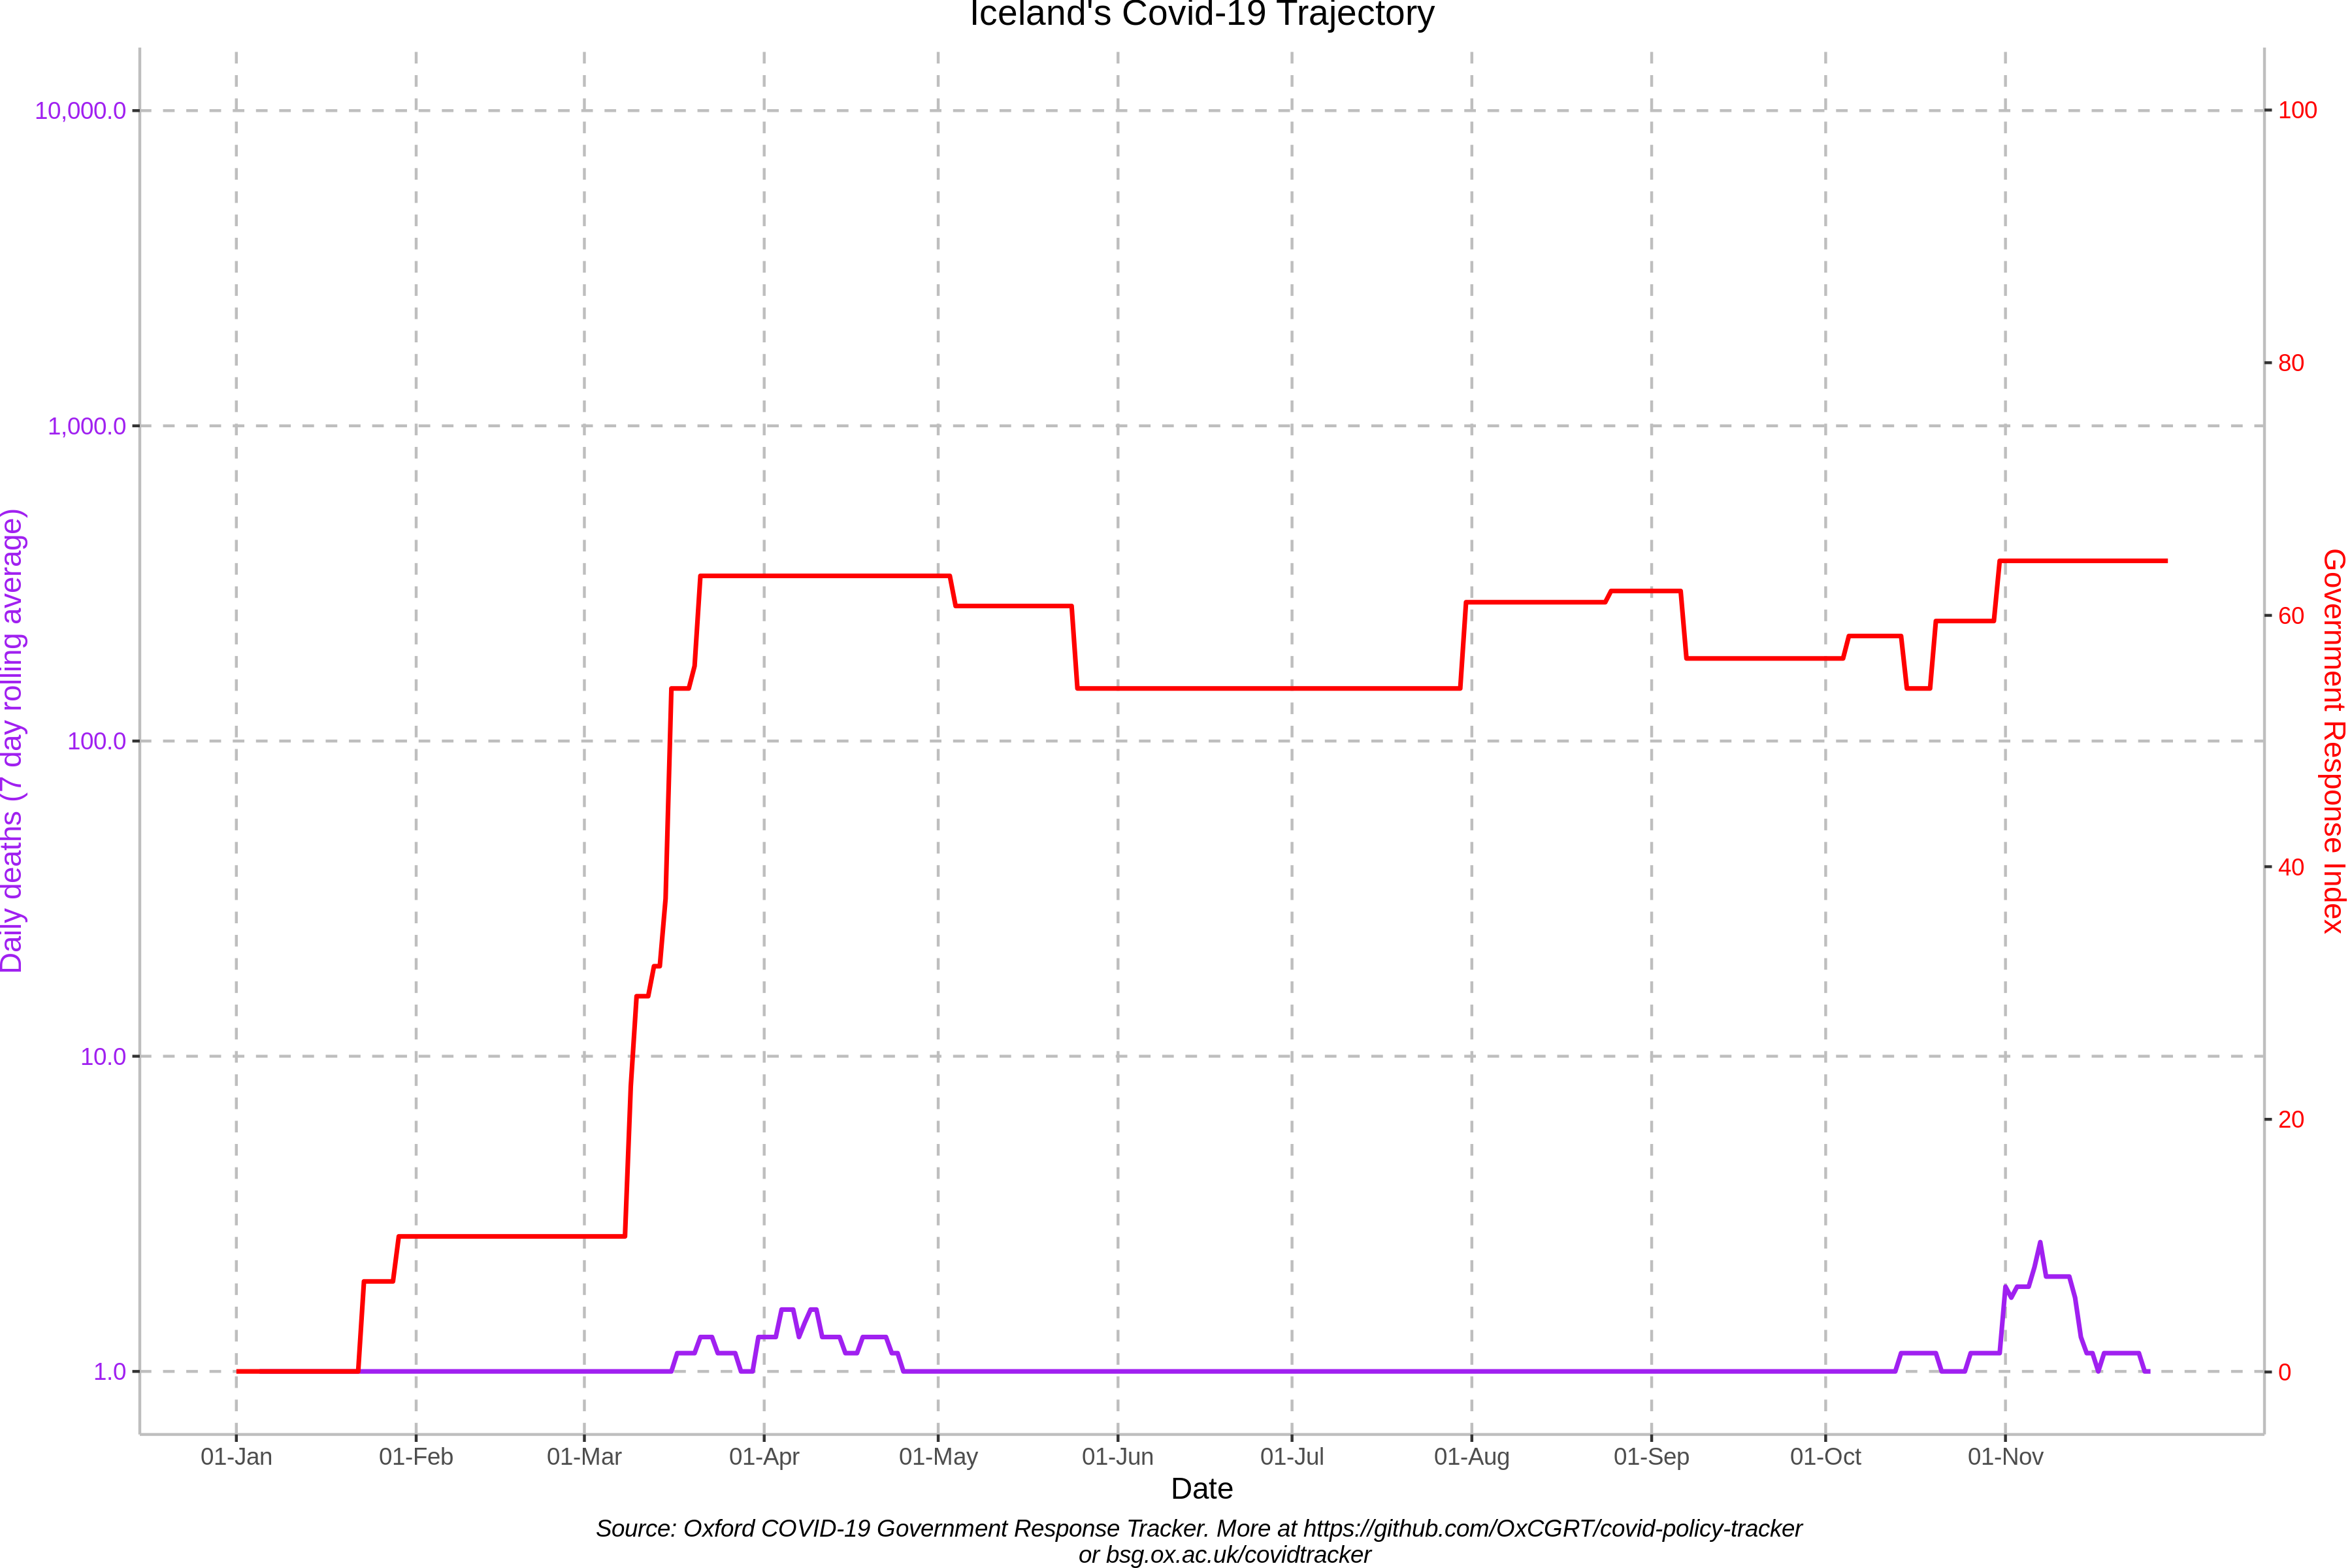 Iceland's Covid-19 Trajectory
10,000.0
1,000.0
100.0
10.0
1.0
Daily deaths (7 day rolling average)
100
80
60
40
20
0
Government Response Index
01-Jan
01-Feb
01-Mar
01-Apr
01-May
01-Jun
01-Jul
01-Aug
01-Sep
01-Oct
01-Nov
Date
Source: Oxford COVID-19 Government Response Tracker. More at https://github.com/OxCGRT/covid-policy-tracker
or bsg.ox.ac.uk/covidtracker